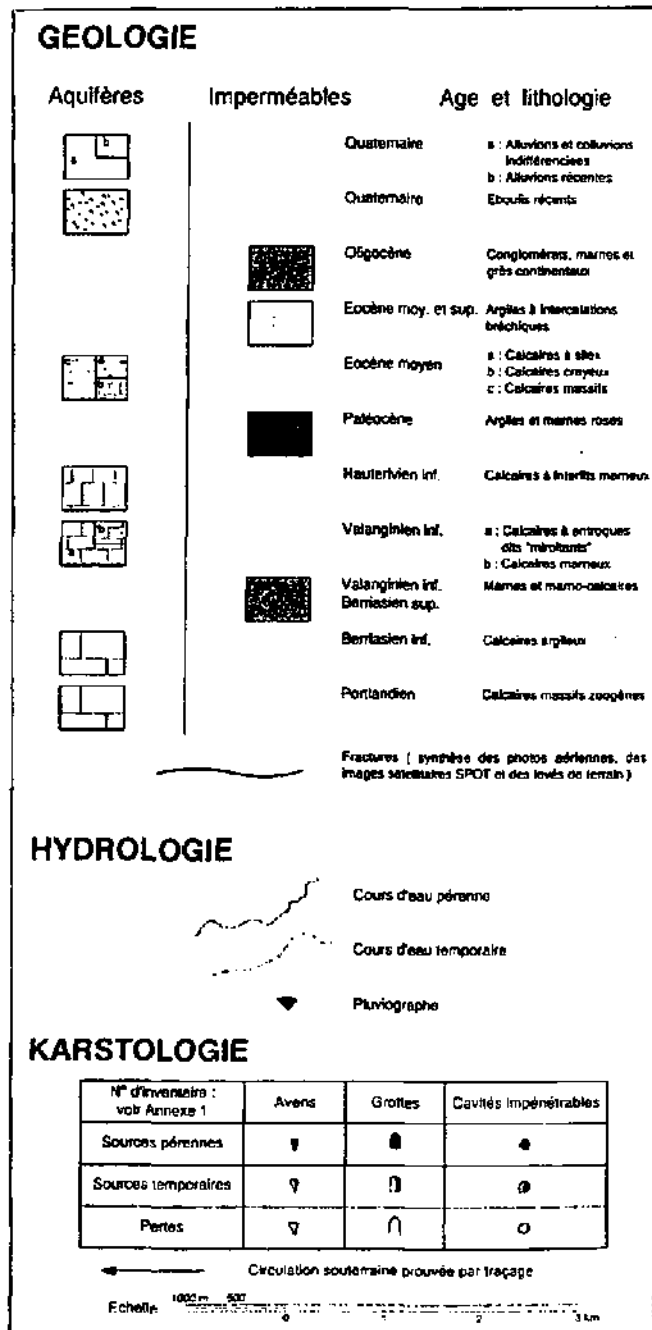 GEOLOGIE
Aquifères Imperméables Age et lithologie
Quaternaire a : Alluvions et colluvions
indifférenciées
b : Alluvions récentes
Quaternaire Eboulis récents
Oligocène Conglomérats, marnes et
grès continentaux
Eocène moy. et sup. Argiles à intercalations
bréchiques
Eocène moyen a : Calcaires à silex
b : Calcaires crayeux
c : Calcaires massifs
Paléocène Argiles et marnes roses
Hauterivien inf. Calcaires à interlits marneux
Valanginien inf. a : Calcaires à entroques
dits "miroitants"
b : Calcaires marneux
Valanginien inf. Marnes et marno-calcaires
Berriasien sup.
Berriasien inf. Calcaires argileux
Portlandien Calcaires massifs zoogènes
Fractures ( synthèse des photos aériennes, des
images satellitaires SPOT et des levés de terrain )
HYDROLOGIE
Cours d'eau pérenne
Cours d'eau temporaire
Pluviographe
KARSTOLOGIE
N° d'inventaire : Avens Grottes Cavités Impénétrables
voir Annexe 1
Sources pérennes
Sources temporaires
Pertes
Circulation souterraine prouvée par traçage
Echelle 1000 m 500 0 1 2 3 km